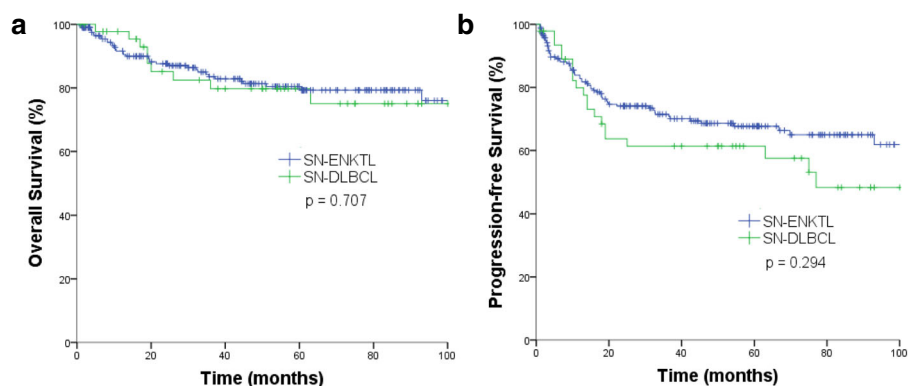 a
Overall Survival (%)
100
80
60
40
20
0
SN-ENKTL
SN-DLBCL
p = 0.707
0 20 40 60 80 100
Time (months)
b
Progression-free Survival (%)
100
80
60
40
20
0
SN-ENKTL
SN-DLBCL
p = 0.294
0 20 40 60 80 100
Time (months)